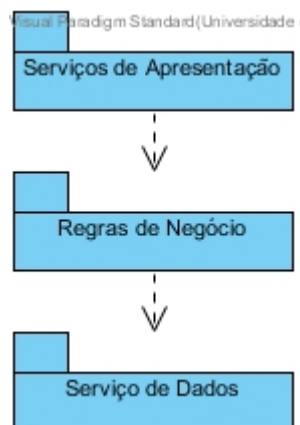 Visual Paradigm Standard(Universidade
Serviços de Apresentação
Regras de Negócio
Serviço de Dados